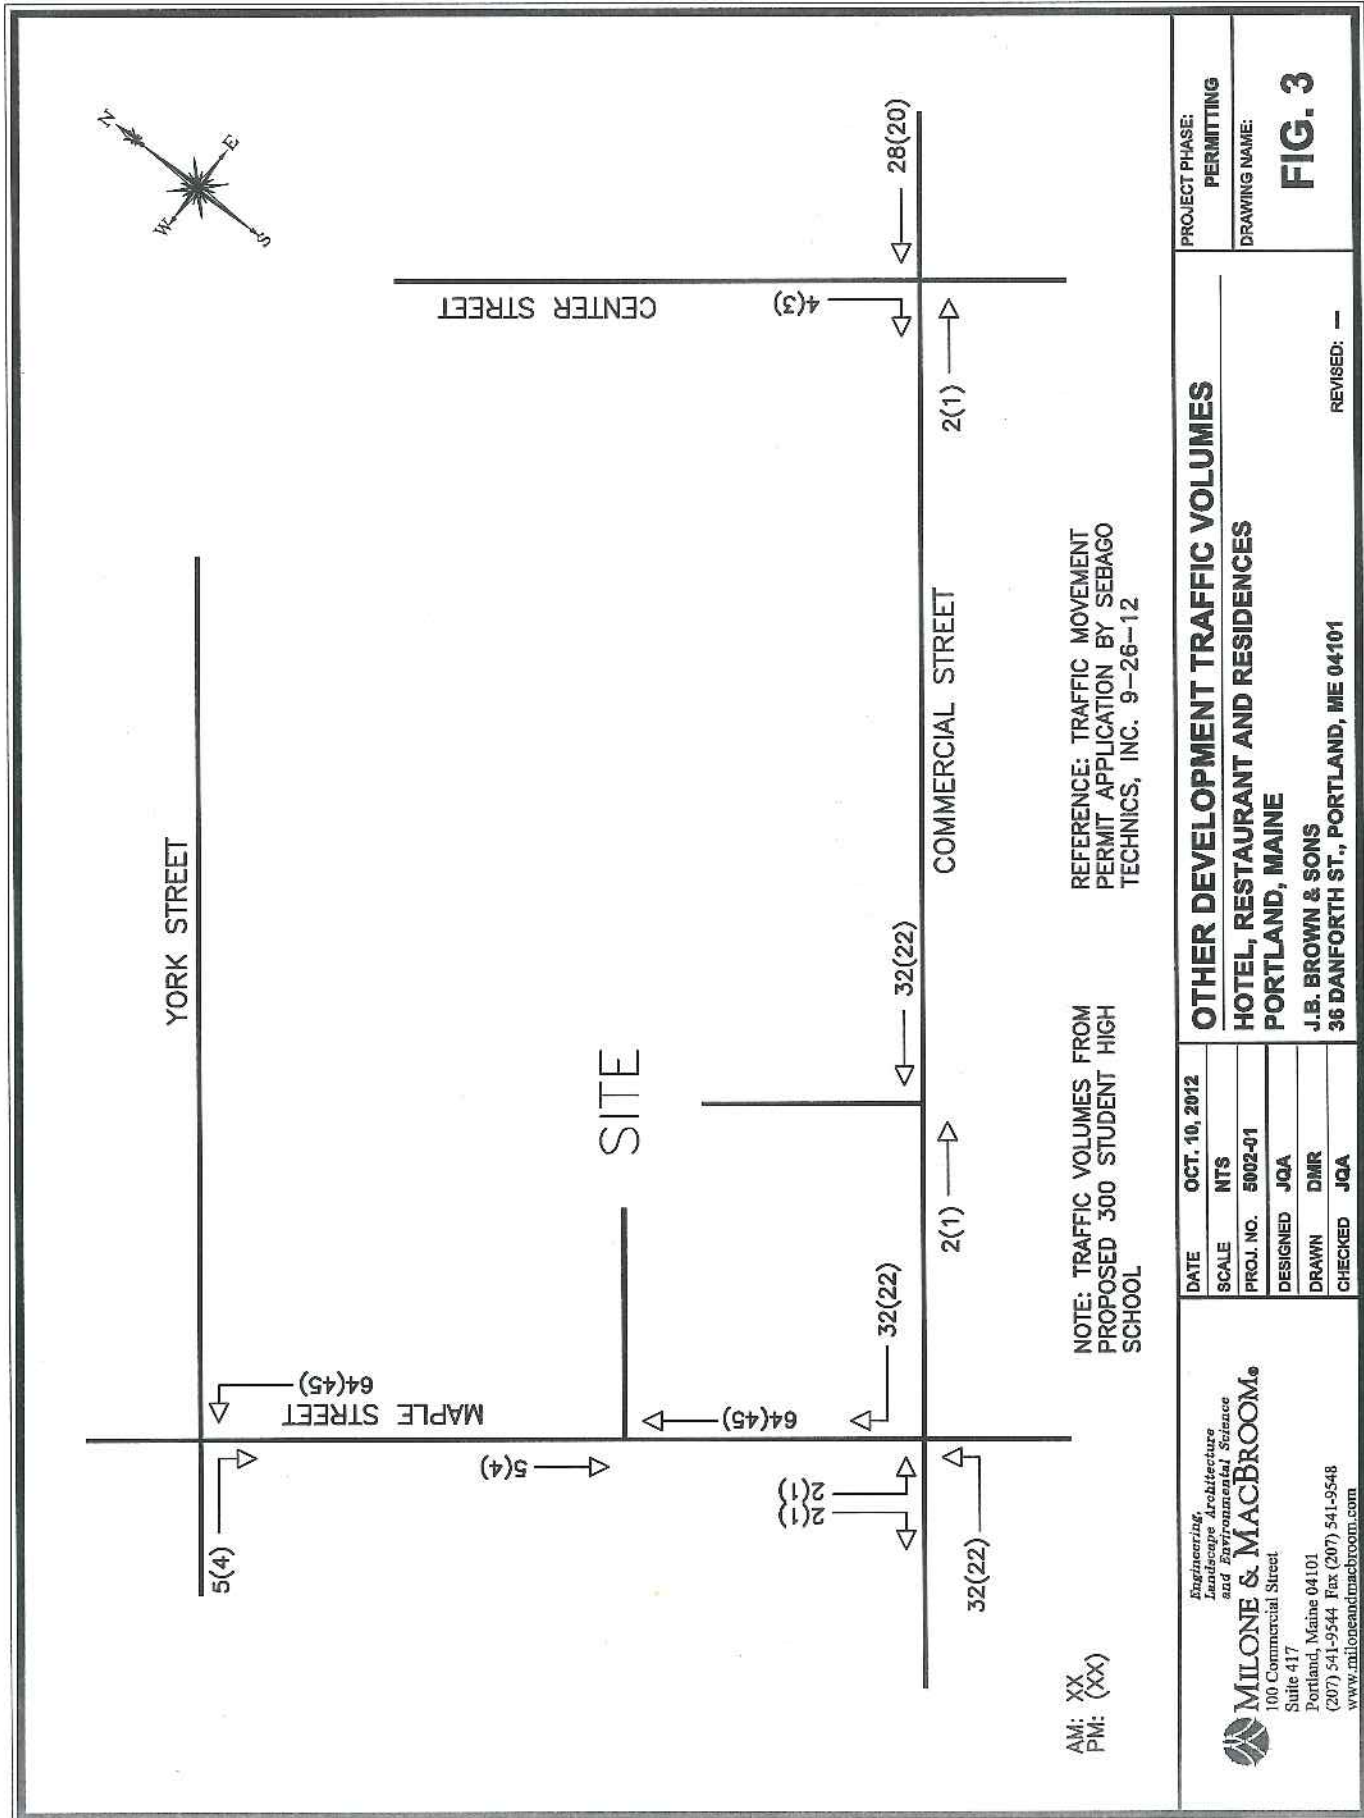 N
W
E
S
YORK STREET
CENTER STREET
MAPLE STREET
64(45)
5(4)
5(4)
SITE
64(45)
32(22)
2(1)
2(1)
32(22)
2(1)
32(22)
4(3)
28(20)
2(1)
COMMERCIAL STREET
AM: XX
PM: (XX)
NOTE: TRAFFIC VOLUMES FROM
PROPOSED 300 STUDENT HIGH
SCHOOL
REFERENCE: TRAFFIC MOVEMENT
PERMIT APPLICATION BY SEBAGO
TECHNICS, INC. 9-26-12
Engineering,
Landscape Architecture
and Environmental Science
MILONE & MACBROOM®
100 Commercial Street
Suite 417
Portland, Maine 04101
(207) 541-9544 Fax (207) 541-9548
www.miloneandmacbroom.com
DATE OCT. 10, 2012
SCALE NTS
PROJ. NO. 5002-01
DESIGNED JQA
DRAWN DMR
CHECKED JQA
OTHER DEVELOPMENT TRAFFIC VOLUMES
HOTEL, RESTAURANT AND RESIDENCES
PORTLAND, MAINE
J.B. BROWN & SONS
36 DANFORTH ST., PORTLAND, ME 04101
REVISED: —
PROJECT PHASE:
PERMITTING
DRAWING NAME:
FIG. 3